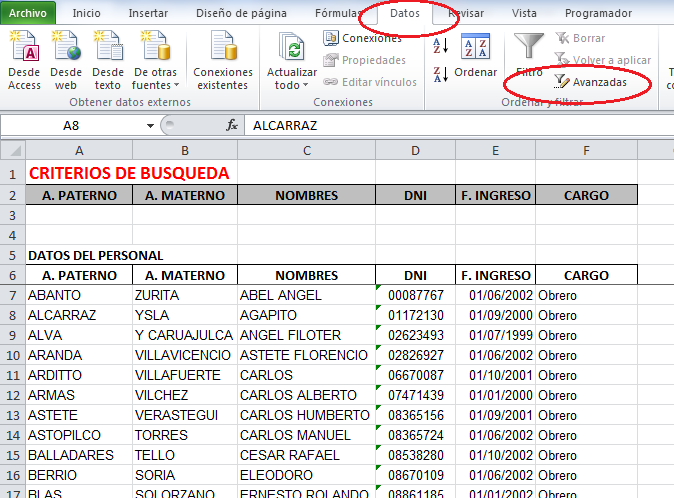 Archivo Inicio Insertar Diseño de página Fórmulas Datos Revisar Vista Programador
Desde Access
Desde web
Desde texto
De otras fuentes
Obtener datos externos
Conexiones existentes
Actualizar todo
Conexiones
Propiedades
Editar vínculos
Conexiones
Ordenar
Filtro
Borrar
Volver a aplicar
Avanzadas
Ordenar y filtrar
A8 fx ALCARRAZ
A B C D E F
1 CRITERIOS DE BUSQUEDA
2 A. PATERNO A. MATERNO NOMBRES DNI F. INGRESO CARGO
3
4
5 DATOS DEL PERSONAL
6 A. PATERNO A. MATERNO NOMBRES DNI F. INGRESO CARGO
7 ABANTO ZURITA ABEL ANGEL 00087767 01/06/2002 Obrero
8 ALCARRAZ YSLA AGAPITO 01172130 01/09/2000 Obrero
9 ALVA Y CARUAJULCA ANGEL FILOTER 02623493 01/07/1999 Obrero
10 ARANDA VILLAVICENCIO ASTETE FLORENCIO 02826927 01/06/2002 Obrero
11 ARDITTO VILLAFUERTE CARLOS 06670087 01/10/2001 Obrero
12 ARMAS VILCHEZ CARLOS ALBERTO 07471439 01/01/2000 Obrero
13 ASTETE VERASTEGUI CARLOS HUMBERTO 08365156 01/09/2001 Obrero
14 ASTOPILCO TORRES CARLOS MANUEL 08365724 01/06/2002 Obrero
15 BALLADARES TELLO CESAR RAFAEL 08538280 01/10/2002 Obrero
16 BERRIO SORIA ELEODORO 08670109 01/06/2002 Obrero
17 BLAS SOLORZANO ERNESTO ROLANDO 08861185 01/01/2002 Obrero